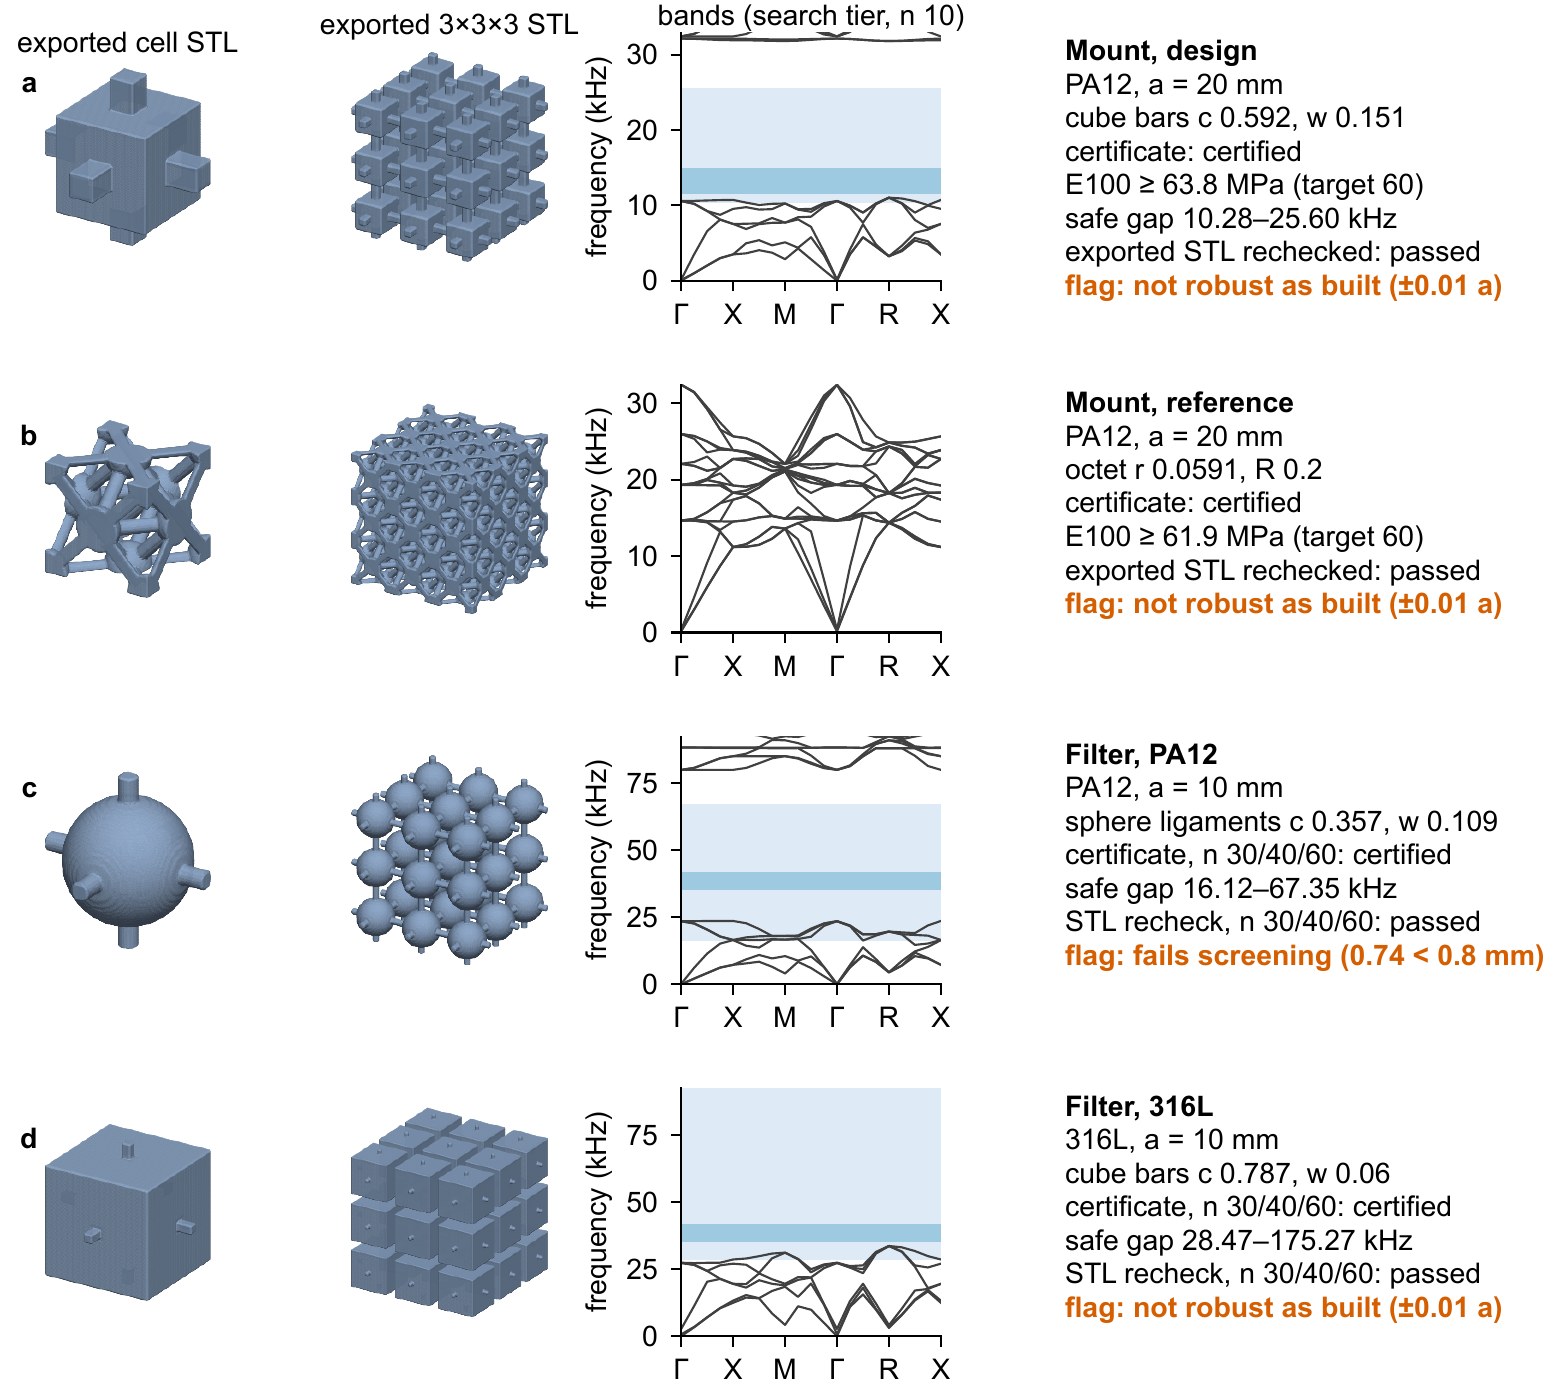 exported cell STL
exported 3×3×3 STL
bands (search tier, n 10)
a
frequency (kHz)
30
20
10
0
Γ X M Γ R X
Mount, design
PA12, a = 20 mm
cube bars c 0.592, w 0.151
certificate: certified
E100 ≥ 63.8 MPa (target 60)
safe gap 10.28–25.60 kHz
exported STL rechecked: passed
flag: not robust as built (±0.01 a)
b
frequency (kHz)
30
20
10
0
Γ X M Γ R X
Mount, reference
PA12, a = 20 mm
octet r 0.0591, R 0.2
certificate: certified
E100 ≥ 61.9 MPa (target 60)
exported STL rechecked: passed
flag: not robust as built (±0.01 a)
c
frequency (kHz)
75
50
25
0
Γ X M Γ R X
Filter, PA12
PA12, a = 10 mm
sphere ligaments c 0.357, w 0.109
certificate, n 30/40/60: certified
safe gap 16.12–67.35 kHz
STL recheck, n 30/40/60: passed
flag: fails screening (0.74 < 0.8 mm)
d
frequency (kHz)
75
50
25
0
Γ X M Γ R X
Filter, 316L
316L, a = 10 mm
cube bars c 0.787, w 0.06
certificate, n 30/40/60: certified
safe gap 28.47–175.27 kHz
STL recheck, n 30/40/60: passed
flag: not robust as built (±0.01 a)